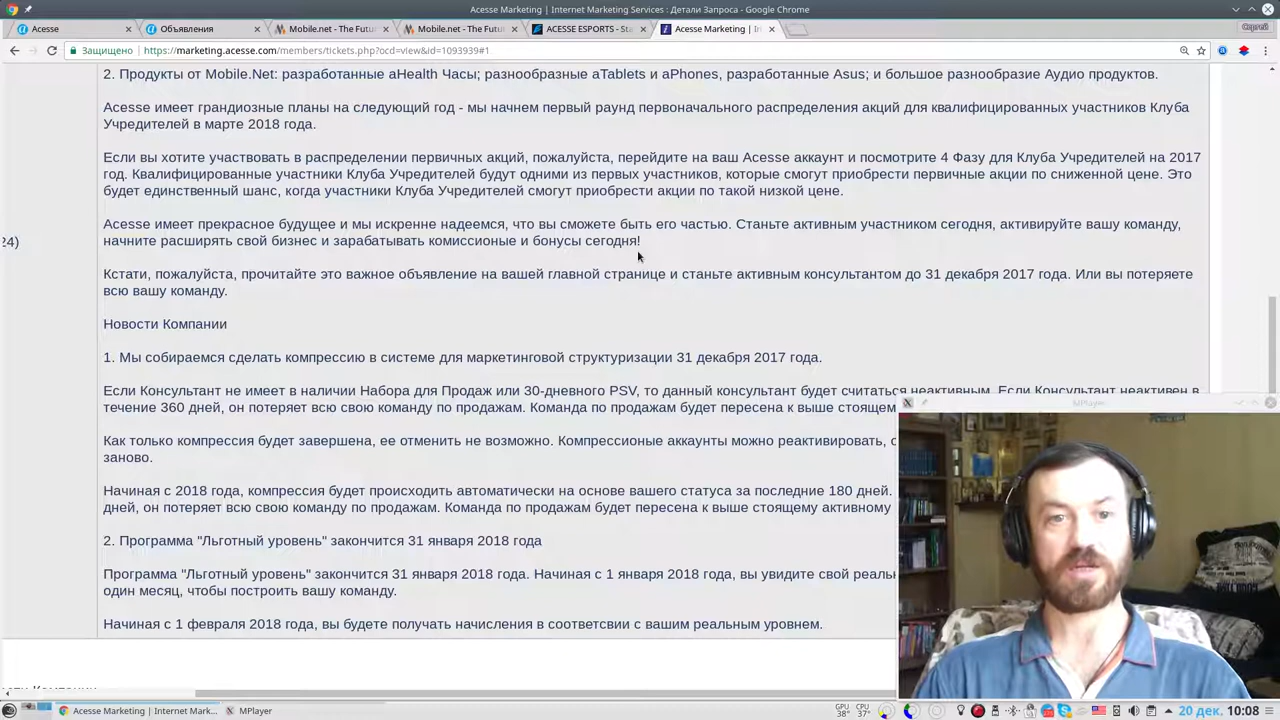 Acesse Marketing | Internet Marketing Services : Детали Запроса - Google Chrome
Acesse
Объявления
Mobile.net - The Futur
Mobile.net - The Futur
ACESSE ESPORTS - Sta
Acesse Marketing | In
Сергей
Защищено
https://marketing.acesse.com/members/tickets.php?ocd=view&id=1093939#1
2. Продукты от Mobile.Net: разработанные aHealth Часы; разнообразные aTablets и aPhones, разработанные Asus; и большое разнообразие Аудио продуктов.
Acesse имеет грандиозные планы на следующий год - мы начнем первый раунд первоначального распределения акций для квалифицированных участников Клуба
Учредителей в марте 2018 года.
Если вы хотите участвовать в распределении первичных акций, пожалуйста, перейдите на ваш Acesse аккаунт и посмотрите 4 Фазу для Клуба Учредителей на 2017
год. Квалифицированные участники Клуба Учредителей будут одними из первых участников, которые смогут приобрести первичные акции по сниженной цене. Это
будет единственный шанс, когда участники Клуба Учредителей смогут приобрести акции по такой низкой цене.
Acesse имеет прекрасное будущее и мы искренне надеемся, что вы сможете быть его частью. Станьте активным участником сегодня, активируйте вашу команду,
24)
начните расширять свой бизнес и зарабатывать комиссионые и бонусы сегодня!
Кстати, пожалуйста, прочитайте это важное объявление на вашей главной странице и станьте активным консультантом до 31 декабря 2017 года. Или вы потеряете
всю вашу команду.
Новости Компании
1. Мы собираемся сделать компрессию в системе для маркетинговой структуризации 31 декабря 2017 года.
Если Консультант не имеет в наличии Набора для Продаж или 30-дневного PSV, то данный консультант будет считаться неактивным. Если Консультант неактивен в
течение 360 дней, он потеряет всю свою команду по продажам. Команда по продажам будет пересена к выше стоящем
MPlayer
Как только компрессия будет завершена, ее отменить не возможно. Компрессионые аккаунты можно реактивировать,
заново.
Начиная с 2018 года, компрессия будет происходить автоматически на основе вашего статуса за последние 180 дней.
дней, он потеряет всю свою команду по продажам. Команда по продажам будет пересена к выше стоящему активному
2. Программа "Льготный уровень" закончится 31 января 2018 года
Программа "Льготный уровень" закончится 31 января 2018 года. Начиная с 1 января 2018 года, вы увидите свой реаль
один месяц, чтобы построить вашу команду.
Начиная с 1 февраля 2018 года, вы будете получать начисления в соответсвии с вашим реальным уровнем.
Acesse Marketing | Internet Mark...
MPlayer
GPU
38°
CPU
37°
20 дек.
10:08